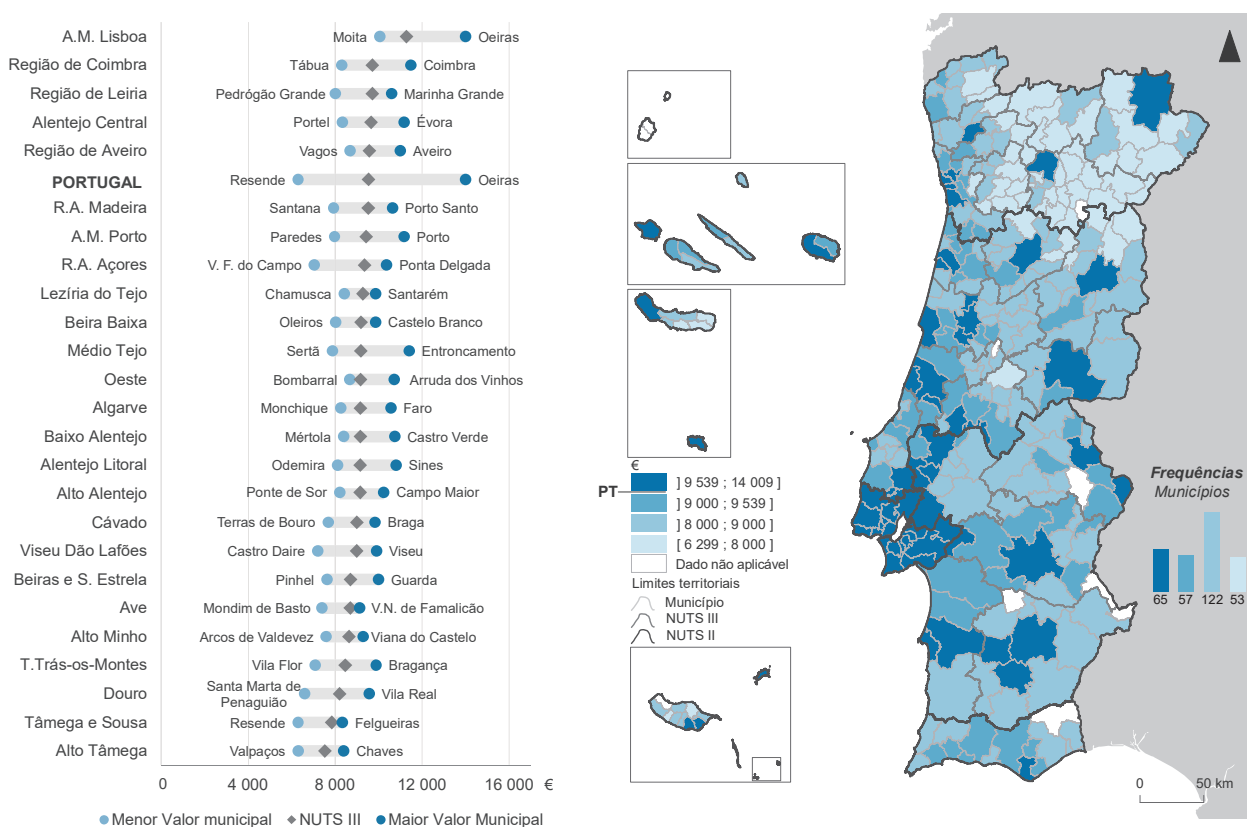 A.M. Lisboa Moita Oeiras
Região de Coimbra Tábua Coimbra
Região de Leiria Pedrógão Grande Marinha Grande
Alentejo Central Portel Évora
Região de Aveiro Vagos Aveiro
PORTUGAL Resende Oeiras
R.A. Madeira Santana Porto Santo
A.M. Porto Paredes Porto
R.A. Açores V. F. do Campo Ponta Delgada
Lezíria do Tejo Chamusca Santarém
Beira Baixa Oleiros Castelo Branco
Médio Tejo Sertã Entroncamento
Oeste Bombarral Arruda dos Vinhos
Algarve Monchique Faro
Baixo Alentejo Mértola Castro Verde
Alentejo Litoral Odemira Sines
Alto Alentejo Ponte de Sor Campo Maior
Cávado Terras de Bouro Braga
Viseu Dão Lafões Castro Daire Viseu
Beiras e S. Estrela Pinhel Guarda
Ave Mondim de Basto V.N. de Famalicão
Alto Minho Arcos de Valdevez Viana do Castelo
T.Trás-os-Montes Vila Flor Bragança
Douro Santa Marta de
Penaguião Vila Real
Tâmega e Sousa Resende Felgueiras
Alto Tâmega Valpaços Chaves
0 4 000 8 000 12 000 16 000 €
Menor Valor municipal NUTS III Maior Valor Municipal
€
PT
] 9 539 ; 14 009 ]
] 9 000 ; 9 539 ]
] 8 000 ; 9 000 ]
[ 6 299 ; 8 000 ]
Dado não aplicável
Limites territoriais
Município
NUTS III
NUTS II
Frequências
Municípios
65 57 122 53
0 50 km